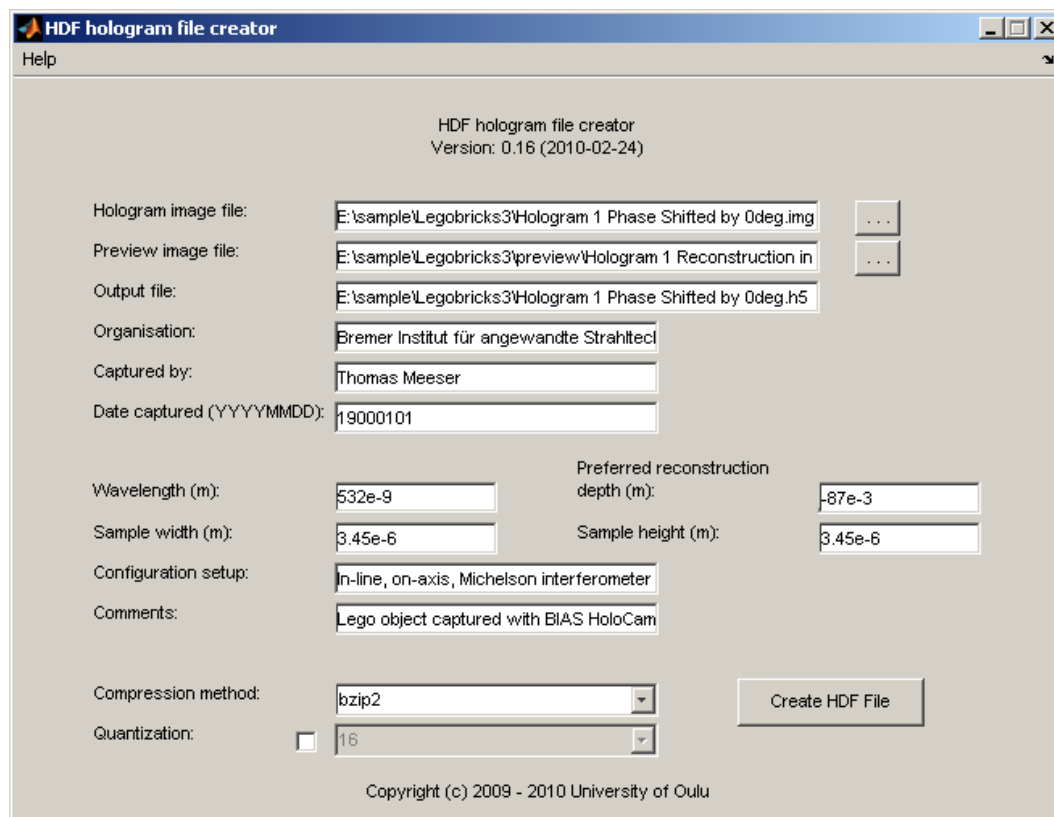 HDF hologram file creator
Help
HDF hologram file creator
Version: 0.16 (2010-02-24)
Hologram image file: E:\sample\Legobricks3\Hologram 1 Phase Shifted by 0deg.img ...
Preview image file: E:\sample\Legobricks3\preview\Hologram 1 Reconstruction in ...
Output file: E:\sample\Legobricks3\Hologram 1 Phase Shifted by 0deg.h5
Organisation: Bremer Institut für angewandte Strahltecl
Captured by: Thomas Meeser
Date captured (YYYYMMDD): 19000101
Preferred reconstruction
Wavelength (m): 532e-9 depth (m): -87e-3
Sample width (m): 3.45e-6 Sample height (m): 3.45e-6
Configuration setup: In-line, on-axis, Michelson interferometer
Comments: Lego object captured with BIAS HoloCam
Compression method: bzip2 Create HDF File
Quantization: 16
Copyright (c) 2009 - 2010 University of Oulu